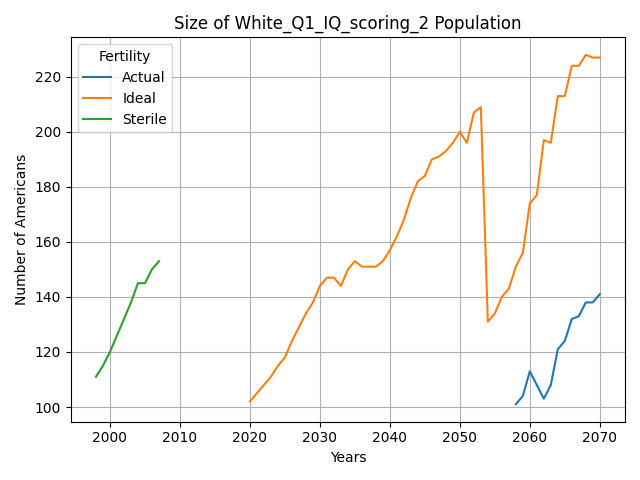 Size of White_Q1_IQ_scoring_2 Population
Fertility
Actual
Ideal
Sterile
Number of Americans
220
200
180
160
140
120
100
2000 2010 2020 2030 2040 2050 2060 2070
Years